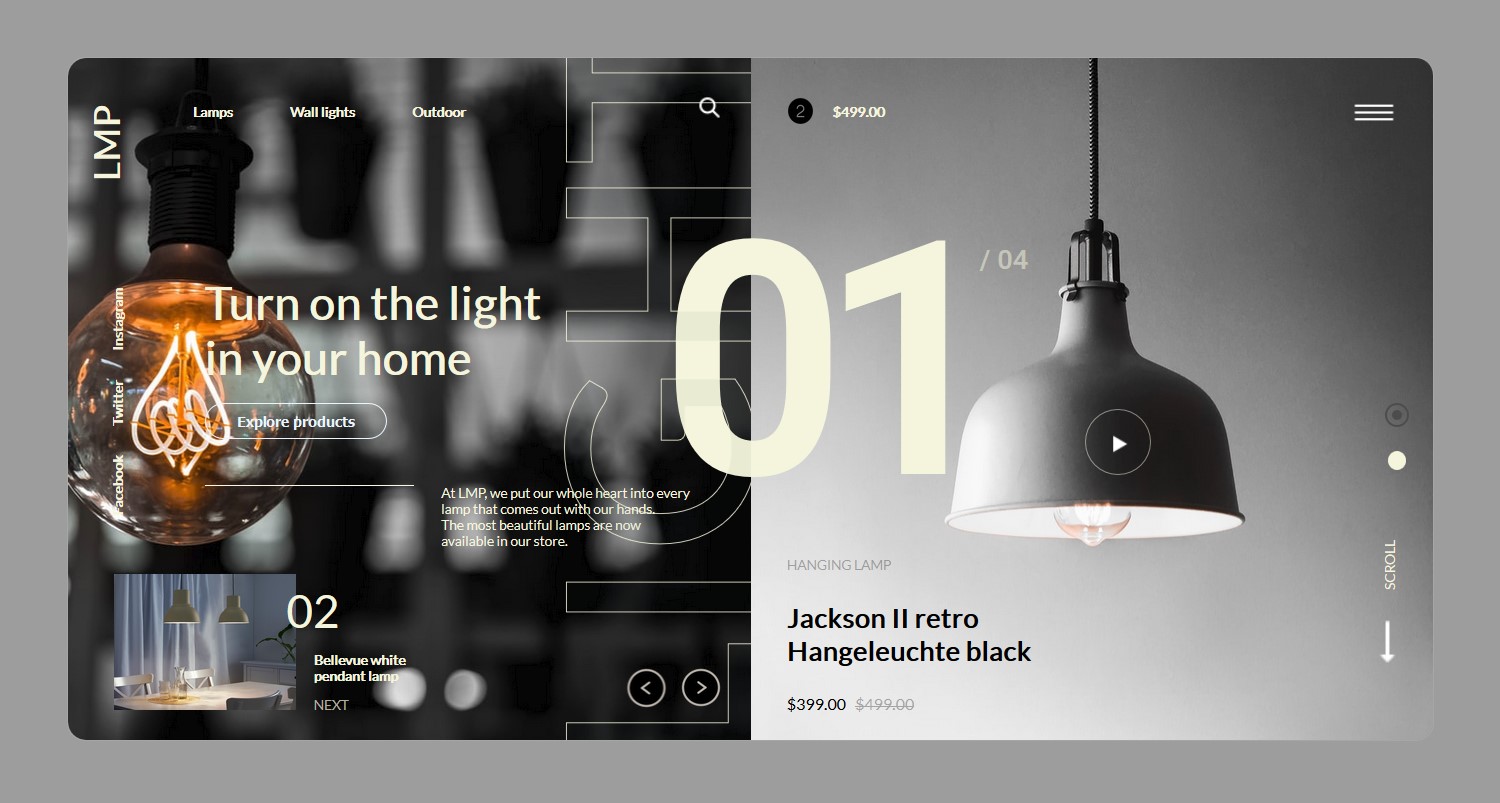 LMP
Lamps
Wall lights
Outdoor
2
$499.00
01
/ 04
Turn on the light
in your home
Explore products
Instagram
Twitter
Facebook
At LMP, we put our whole heart into every
lamp that comes out with our hands.
The most beautiful lamps are now
available in our store.
02
Bellevue white
pendant lamp
NEXT
HANGING LAMP
Jackson II retro
Hangeleuchte black
$399.00 $499.00
SCROLL